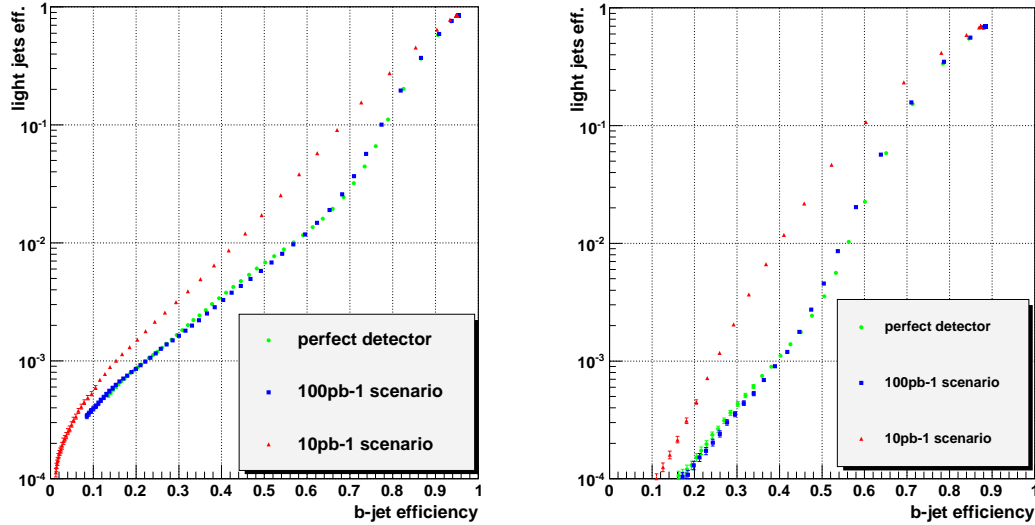 light jets eff.
1
10-1
10-2
10-3
10-4
0 0.1 0.2 0.3 0.4 0.5 0.6 0.7 0.8 0.9 1
b-jet efficiency
perfect detector
100pb-1 scenario
10pb-1 scenario
light jets eff.
1
10-1
10-2
10-3
10-4
0 0.1 0.2 0.3 0.4 0.5 0.6 0.7 0.8 0.9 1
b-jet efficiency
perfect detector
100pb-1 scenario
10pb-1 scenario